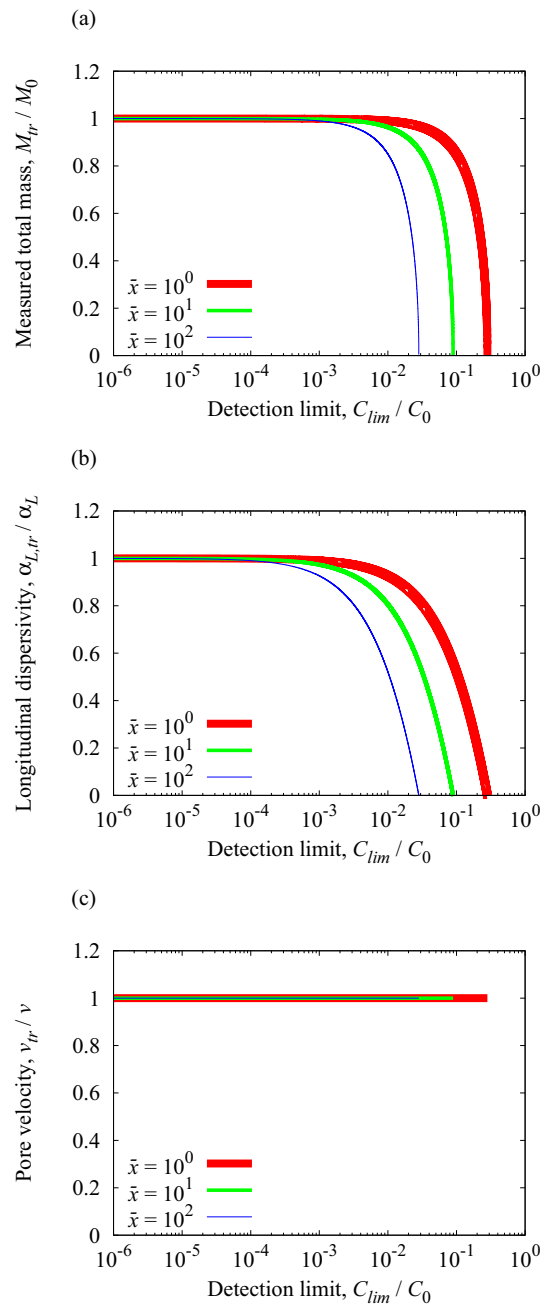 (a)
Measured total mass, M_tr / M_0
1.2
1
0.8
0.6
0.4
0.2
0
x̄ = 10^0
x̄ = 10^1
x̄ = 10^2
10^-6 10^-5 10^-4 10^-3 10^-2 10^-1 10^0
Detection limit, C_lim / C_0
(b)
Longitudinal dispersivity, α_L,tr / α_L
1.2
1
0.8
0.6
0.4
0.2
0
x̄ = 10^0
x̄ = 10^1
x̄ = 10^2
10^-6 10^-5 10^-4 10^-3 10^-2 10^-1 10^0
Detection limit, C_lim / C_0
(c)
Pore velocity, v_tr / v
1.2
1
0.8
0.6
0.4
0.2
0
x̄ = 10^0
x̄ = 10^1
x̄ = 10^2
10^-6 10^-5 10^-4 10^-3 10^-2 10^-1 10^0
Detection limit, C_lim / C_0